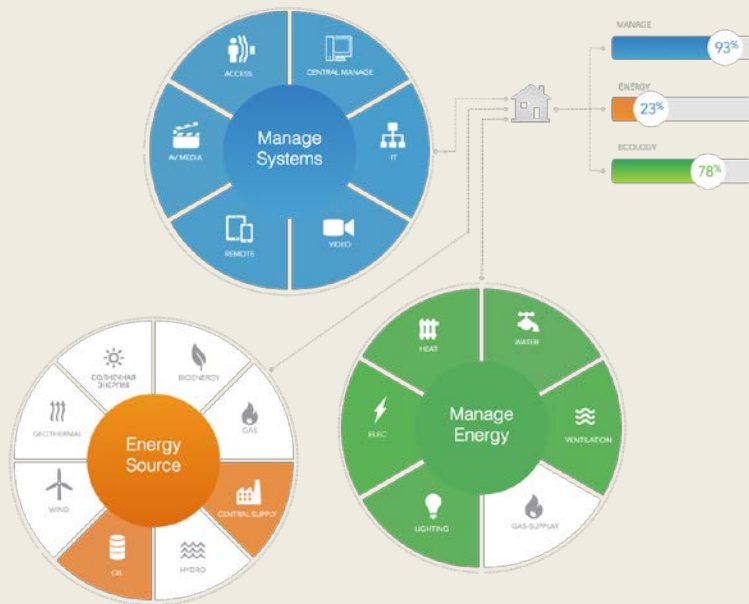 MANAGE
93%
ENERGY
23%
ECOLOGY
78%
ACCESS
CENTRAL MANAGE
AV MEDIA
Manage
Systems
IT
REMOTE
VIDEO
СОЛНЕЧНАЯ
ЭНЕРГИЯ
BIOENERGY
GEOTHERMAL
GAS
Energy
Source
WIND
CENTRAL SUPPLY
OIL
HYDRO
HEAT
WATER
ELEC
Manage
Energy
VENTILATION
LIGHTING
GAS-SUPPLAY